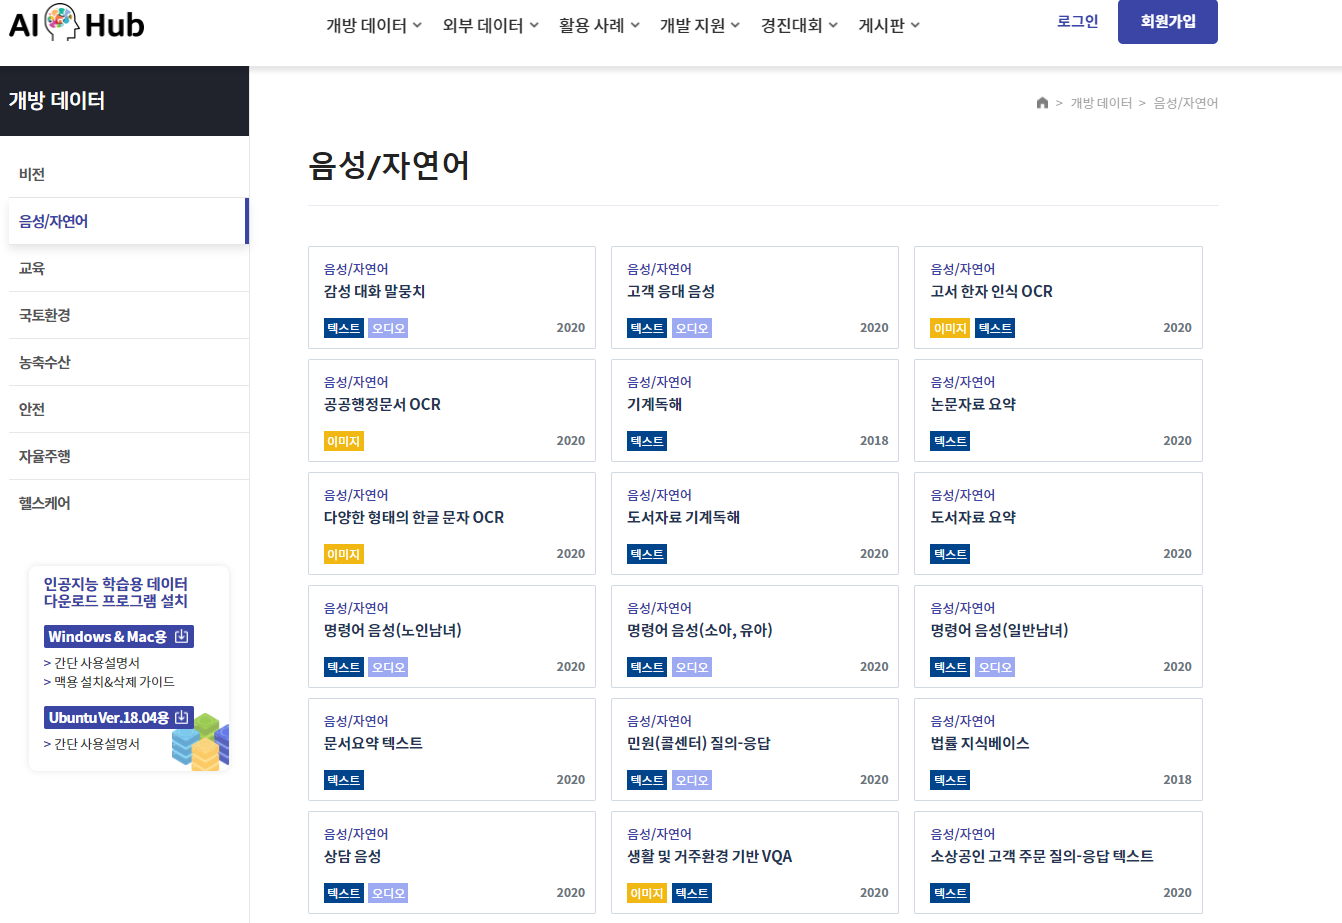 AI Hub
개방 데이터 외부 데이터 활용 사례 개발 지원 경진대회 게시판
로그인 회원가입
개방 데이터
> 개방 데이터 > 음성/자연어
비전
음성/자연어
교육
국토환경
농축수산
안전
자율주행
헬스케어
인공지능 학습용 데이터
다운로드 프로그램 설치
Windows & Mac용
> 간단 사용설명서
> 맥용 설치&삭제 가이드
Ubuntu Ver.18.04용
> 간단 사용설명서
음성/자연어
음성/자연어
감성 대화 말뭉치
텍스트 오디오 2020
음성/자연어
고객 응대 음성
텍스트 오디오 2020
음성/자연어
고서 한자 인식 OCR
이미지 텍스트 2020
음성/자연어
공공행정문서 OCR
이미지 2020
음성/자연어
기계독해
텍스트 2018
음성/자연어
논문자료 요약
텍스트 2020
음성/자연어
다양한 형태의 한글 문자 OCR
이미지 2020
음성/자연어
도서자료 기계독해
텍스트 2020
음성/자연어
도서자료 요약
텍스트 2020
음성/자연어
명령어 음성(노인남녀)
텍스트 오디오 2020
음성/자연어
명령어 음성(소아, 유아)
텍스트 오디오 2020
음성/자연어
명령어 음성(일반남녀)
텍스트 오디오 2020
음성/자연어
문서요약 텍스트
텍스트 2020
음성/자연어
민원(콜센터) 질의-응답
텍스트 오디오 2020
음성/자연어
법률 지식베이스
텍스트 2018
음성/자연어
상담 음성
텍스트 오디오 2020
음성/자연어
생활 및 거주환경 기반 VQA
이미지 텍스트 2020
음성/자연어
소상공인 고객 주문 질의-응답 텍스트
텍스트 2020